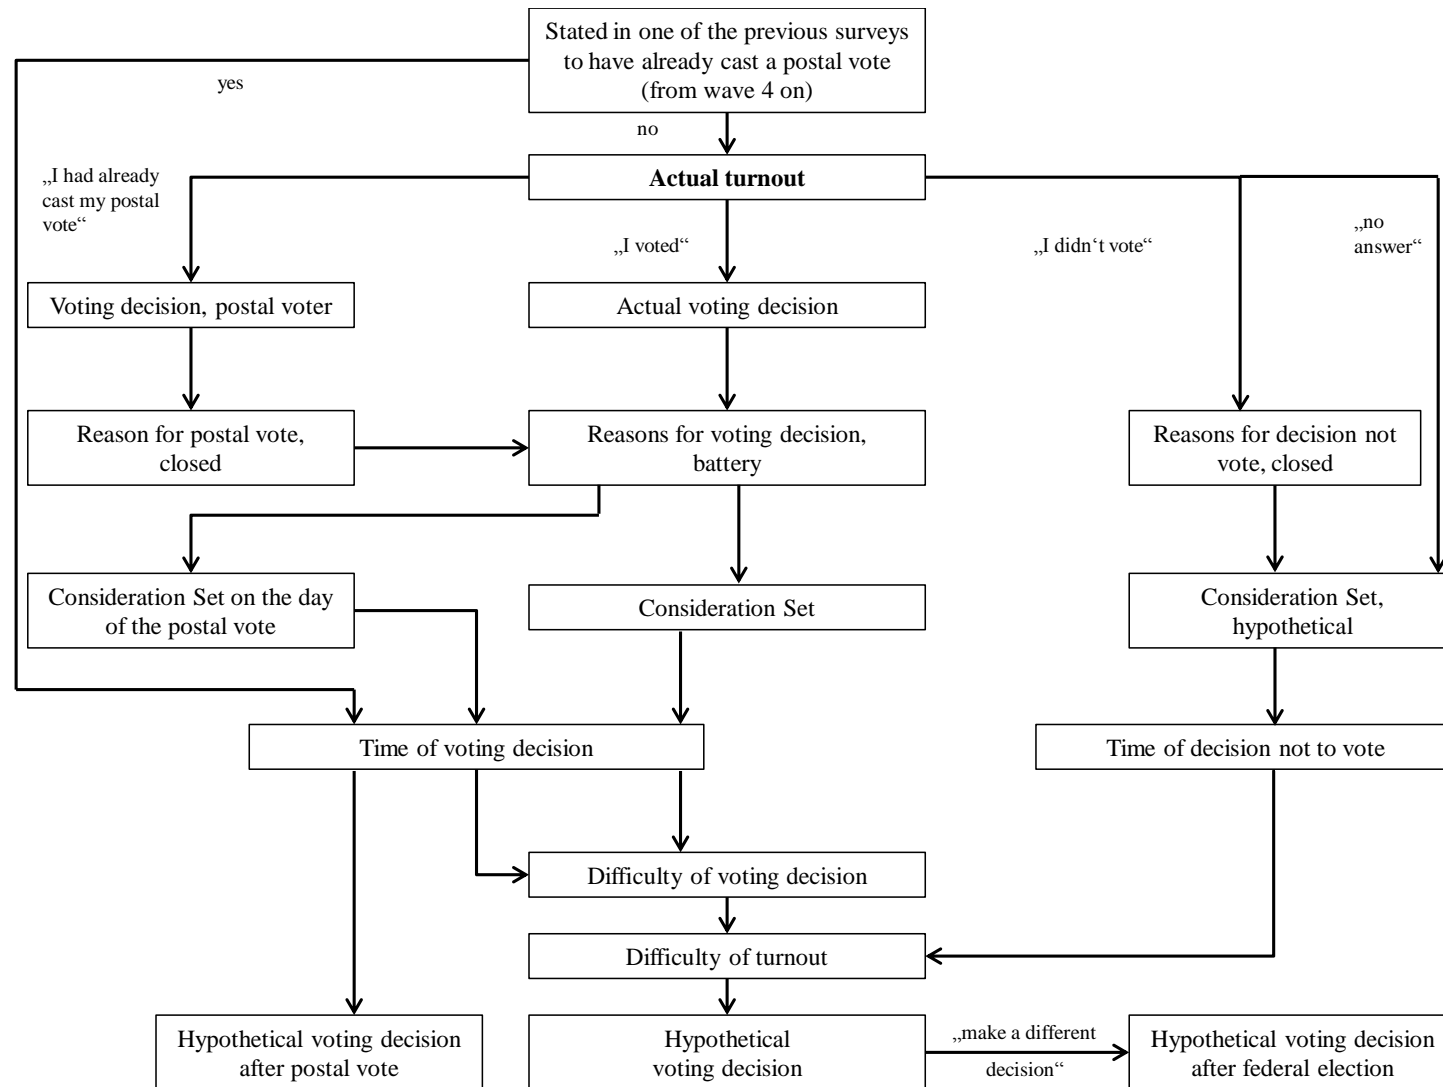 Stated in one of the previous surveys
to have already cast a postal vote
(from wave 4 on)
yes
no
Actual turnout
„I had already
cast my postal
vote“
„I voted“
„I didn‘t vote“
„no
answer“
Voting decision, postal voter
Actual voting decision
Reason for postal vote,
closed
Reasons for voting decision,
battery
Reasons for decision not
vote, closed
Consideration Set on the day
of the postal vote
Consideration Set
Consideration Set,
hypothetical
Time of voting decision
Time of decision not to vote
Difficulty of voting decision
Difficulty of turnout
Hypothetical voting decision
after postal vote
Hypothetical
voting decision
„make a different
decision“
Hypothetical voting decision
after federal election